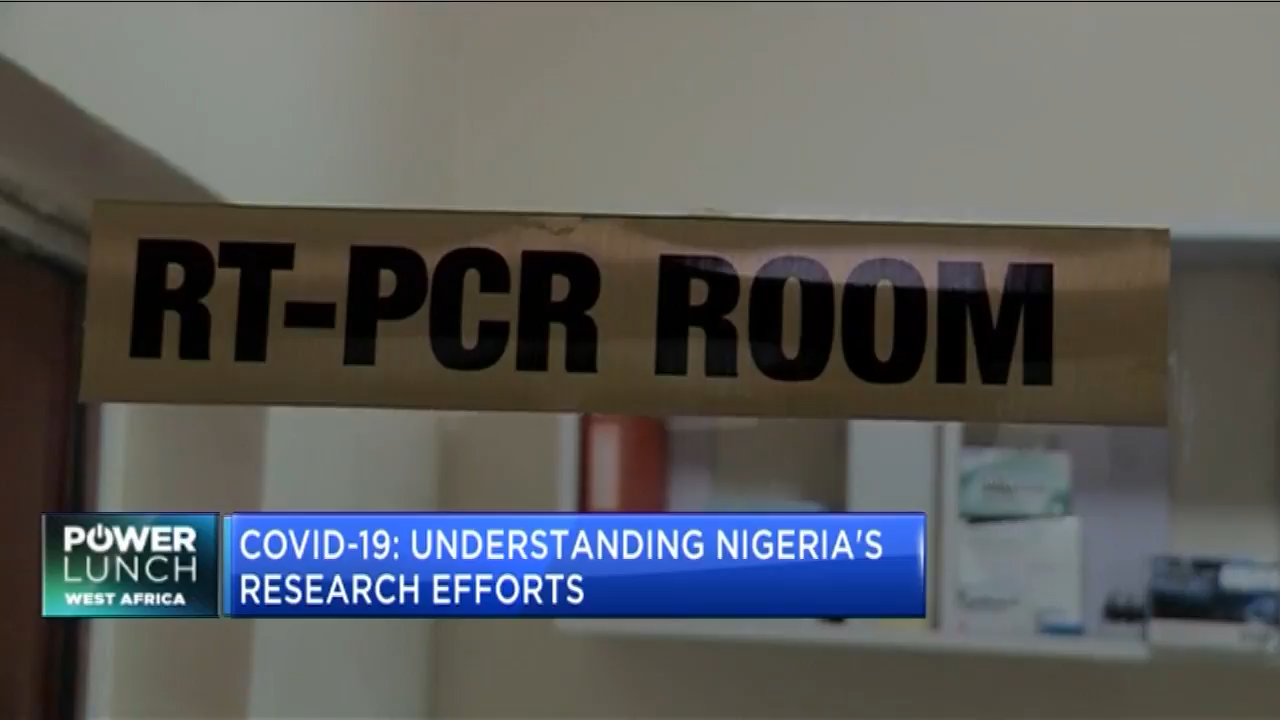 RT-PCR ROOM
POWER
LUNCH
WEST AFRICA
COVID-19: UNDERSTANDING NIGERIA'S
RESEARCH EFFORTS